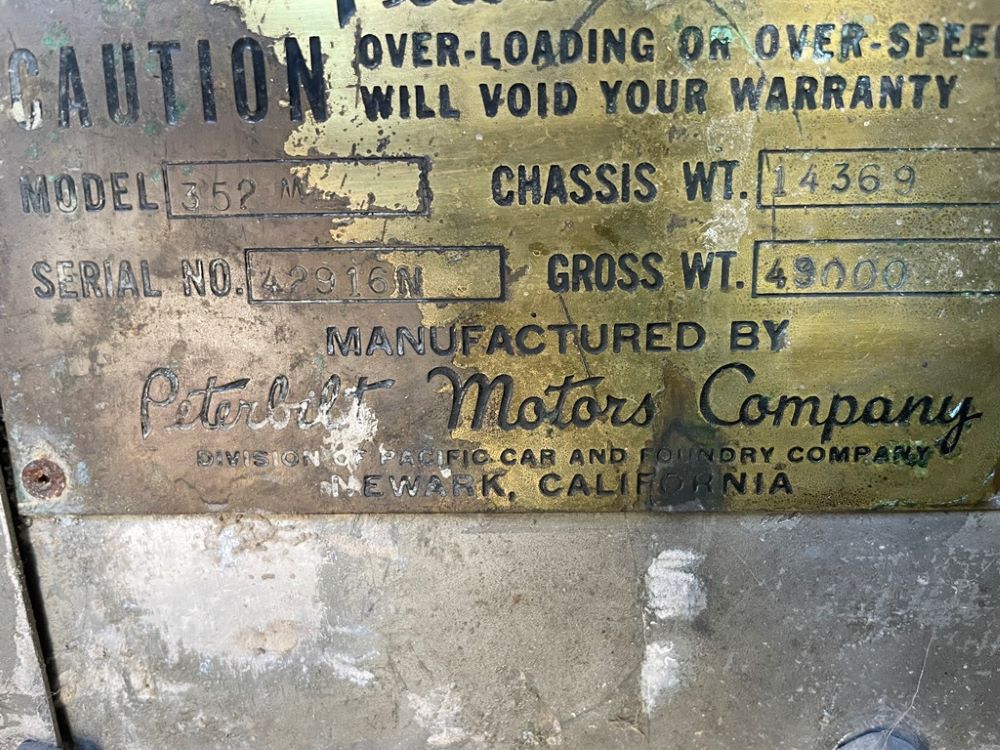 CAUTION
OVER-LOADING OR OVER-SPEE
WILL VOID YOUR WARRANTY
MODEL 352 M CHASSIS WT. 14369
SERIAL NO. 42916N GROSS WT. 49000
MANUFACTURED BY
Peterbilt Motors Company
DIVISION OF PACIFIC CAR AND FOUNDRY COMPANY
NEWARK, CALIFORNIA